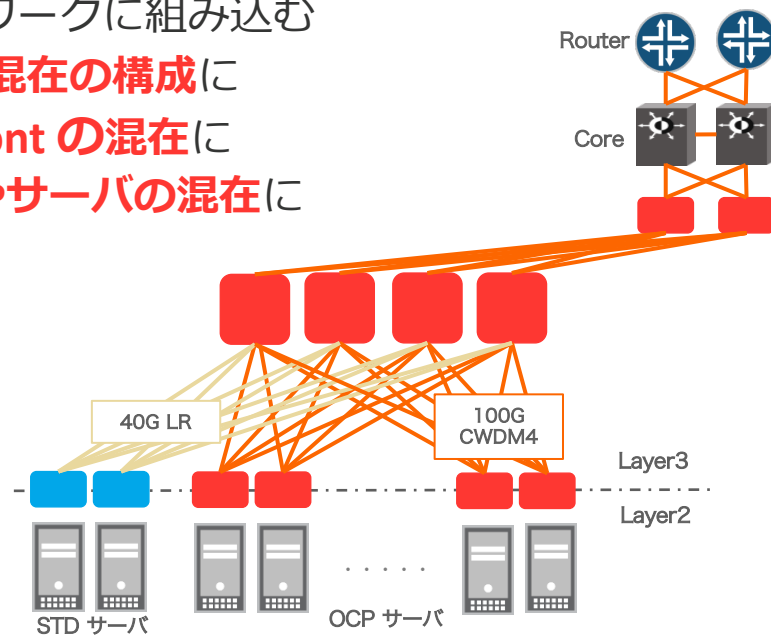 ワークに組み込む
混在の構成に
ont の混在に
サーバの混在に
Router
Core
40G LR
100G
CWDM4
Layer3
Layer2
STD サーバ
OCP サーバ